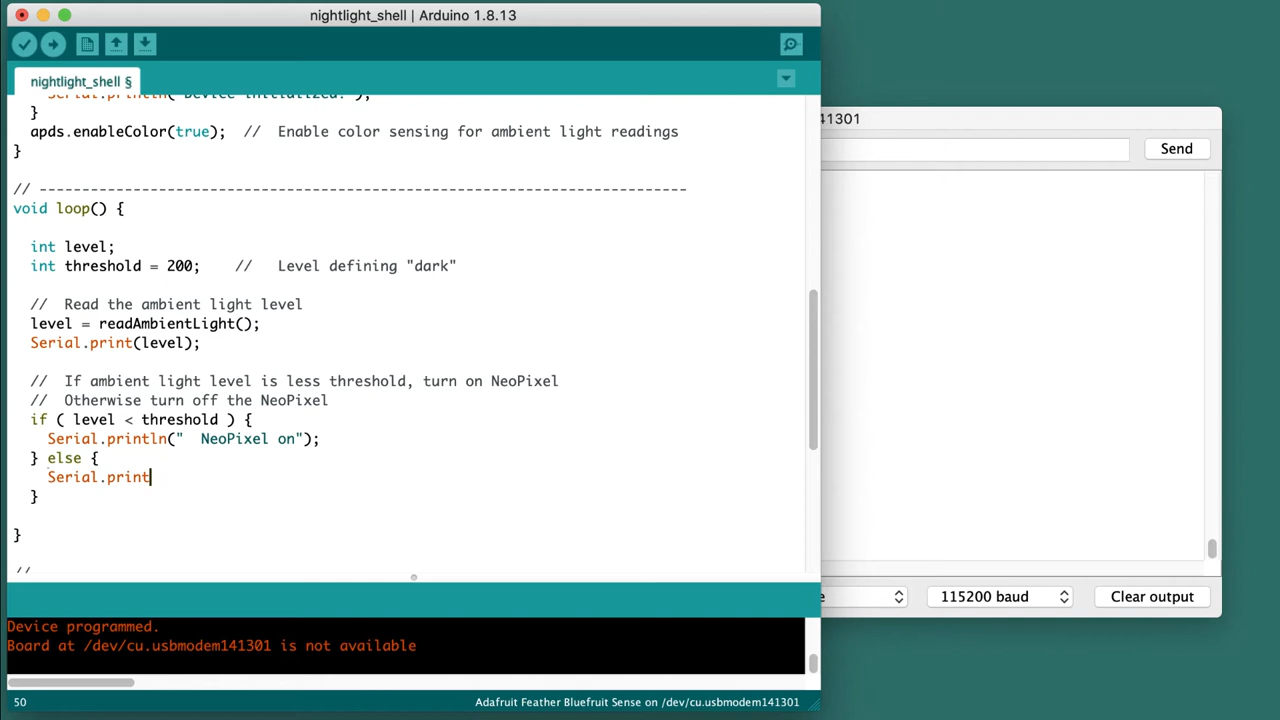 nightlight_shell | Arduino 1.8.13
nightlight_shell §
Serial.println("Device initialized!");
}
apds.enableColor(true); // Enable color sensing for ambient light readings
}
// ----------------------------------------------------------------------------
void loop() {
int level;
int threshold = 200; // Level defining "dark"
// Read the ambient light level
level = readAmbientLight();
Serial.print(level);
// If ambient light level is less threshold, turn on NeoPixel
// Otherwise turn off the NeoPixel
if ( level < threshold ) {
Serial.println("  NeoPixel on");
} else {
Serial.print
}
}
//
Device programmed.
Board at /dev/cu.usbmodem141301 is not available
50
Adafruit Feather Bluefruit Sense on /dev/cu.usbmodem141301
41301
Send
e
115200 baud
Clear output